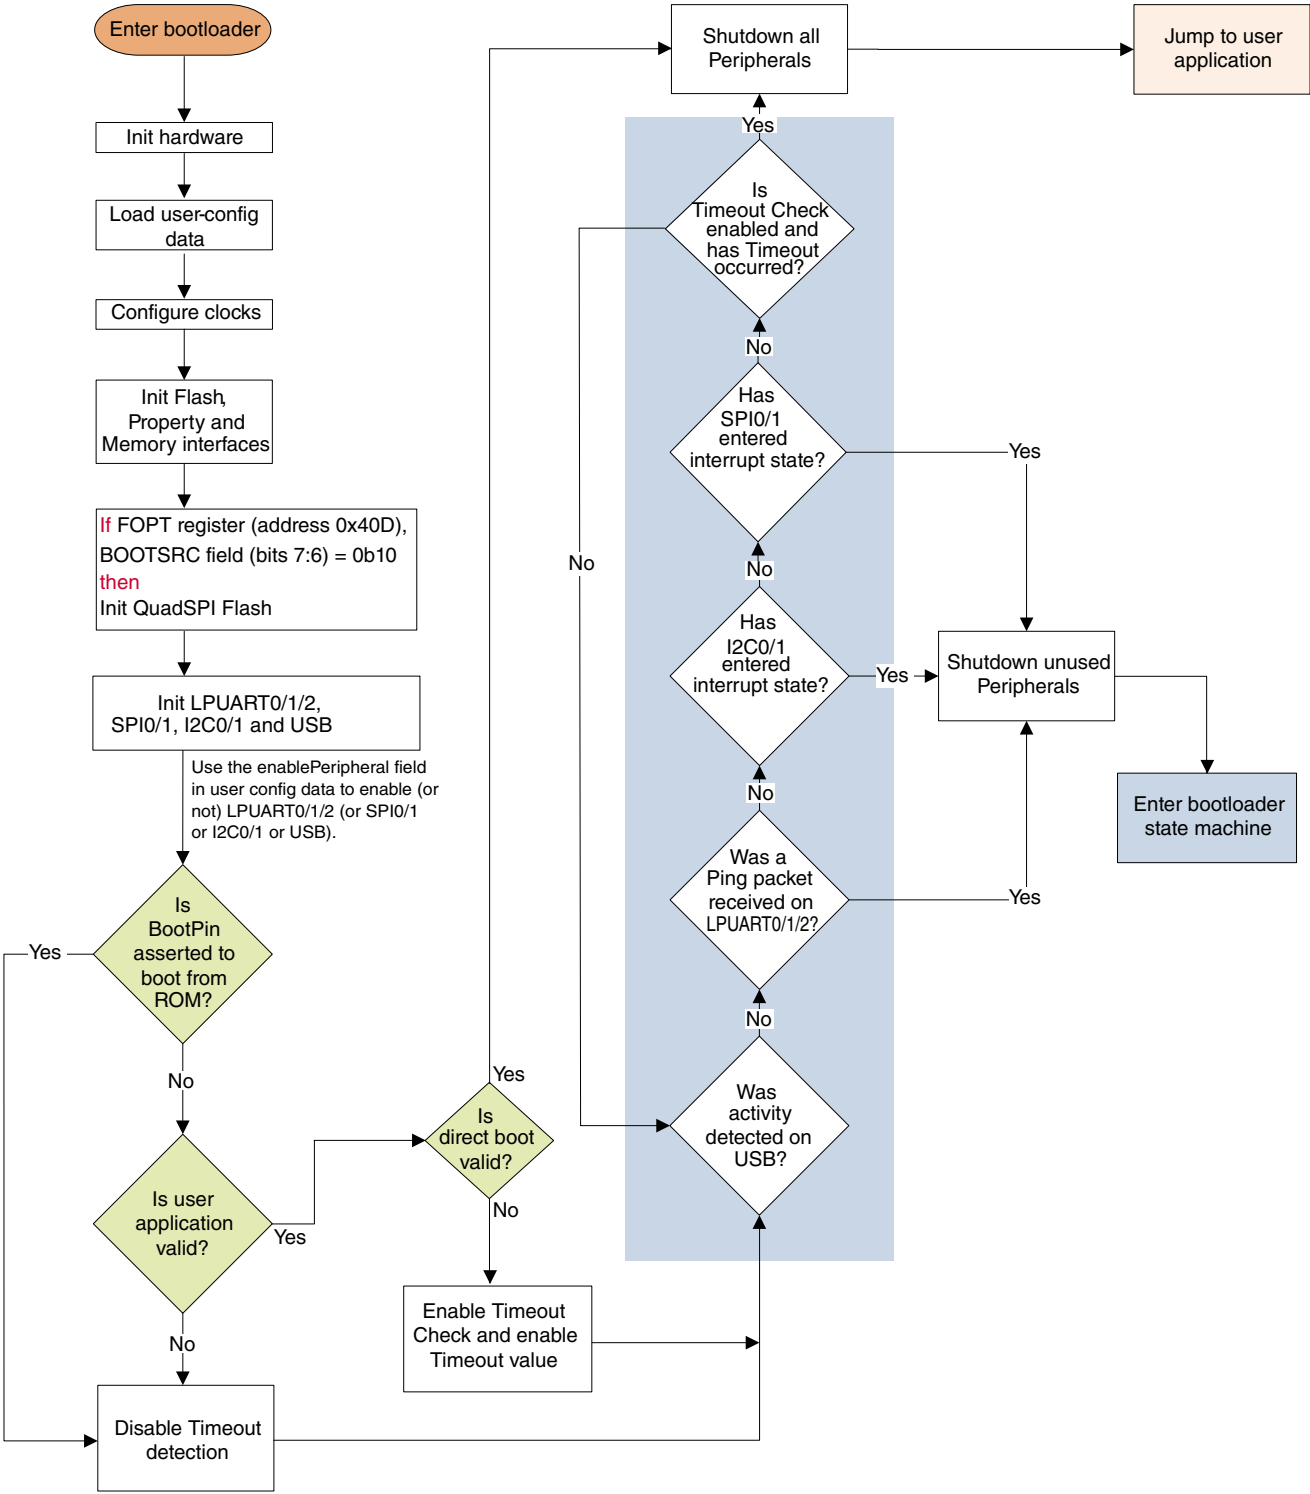 Enter bootloader
Init hardware
Load user-config
data
Configure clocks
Init Flash,
Property and
Memory interfaces
If FOPT register (address 0x40D),
BOOTSRC field (bits 7:6) = 0b10
then
Init QuadSPI Flash
Init LPUART0/1/2,
SPI0/1, I2C0/1 and USB
Use the enablePeripheral field
in user config data to enable (or
not) LPUART0/1/2 (or SPI0/1
or I2C0/1 or USB).
Is
BootPin
asserted to
boot from
ROM?
Yes
No
Is user
application
valid?
Yes
No
Disable Timeout
detection
Is
direct boot
valid?
Yes
No
Enable Timeout
Check and enable
Timeout value
Shutdown all
Peripherals
Jump to user
application
Yes
Is
Timeout Check
enabled and
has Timeout
occurred?
No
No
Has
SPI0/1
entered
interrupt state?
Yes
No
Has
I2C0/1
entered
interrupt state?
Yes
No
Was a
Ping packet
received on
LPUART0/1/2?
Yes
No
Was
activity
detected on
USB?
Shutdown unused
Peripherals
Enter bootloader
state machine